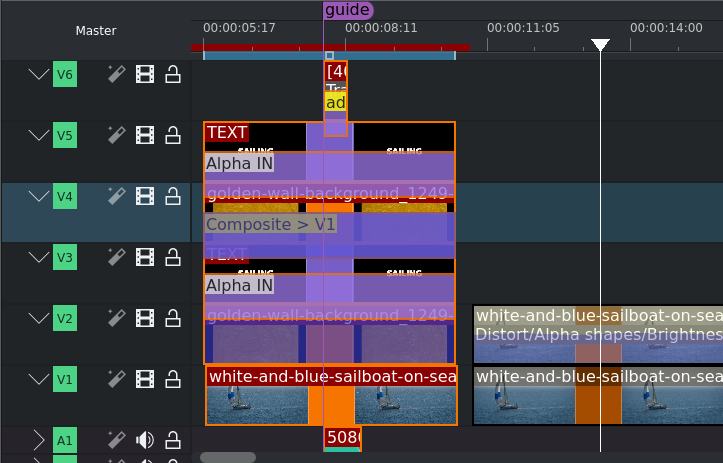 guide
Master
00:00:05:17
00:00:08:11
00:00:11:05
00:00:14:00
V6
[4
Tra
ad
V5
TEXT
SAILING
SAILING
Alpha IN
V4
golden-wall-background_1249-
Composite > V1
V3
TEXT
SAILING
SAILING
Alpha IN
V2
golden-wall-background_1249-
white-and-blue-sailboat-on-sea
Distort/Alpha shapes/Brightnes
V1
white-and-blue-sailboat-on-sea
white-and-blue-sailboat-on-sea
A1
508